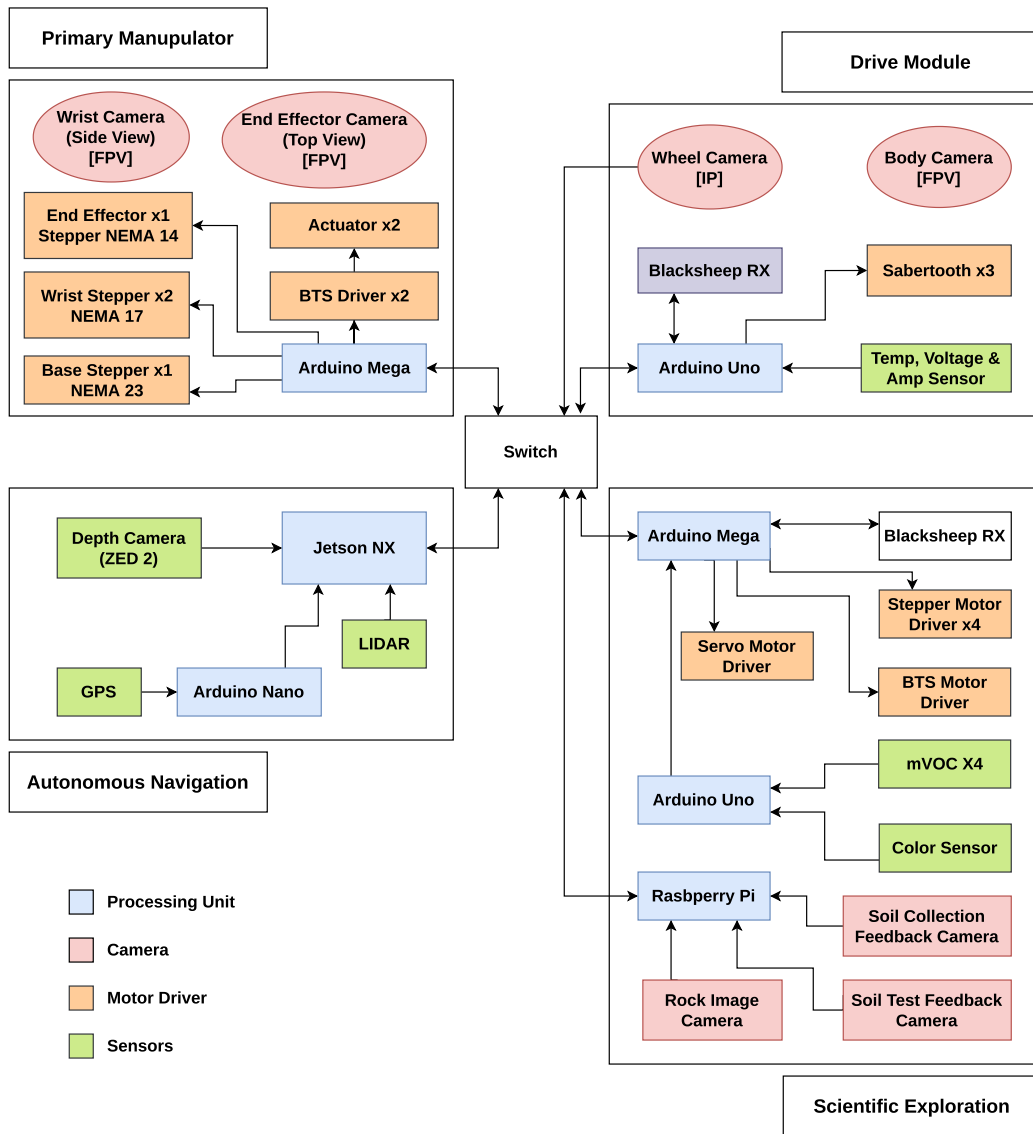 Primary Manupulator
Wrist Camera
(Side View)
[FPV]
End Effector Camera
(Top View)
[FPV]
End Effector x1
Stepper NEMA 14
Actuator x2
Wrist Stepper x2
NEMA 17
BTS Driver x2
Base Stepper x1
NEMA 23
Arduino Mega
Drive Module
Wheel Camera
[IP]
Body Camera
[FPV]
Blacksheep RX
Sabertooth x3
Arduino Uno
Temp, Voltage &
Amp Sensor
Switch
Depth Camera
(ZED 2)
Jetson NX
LIDAR
GPS
Arduino Nano
Autonomous Navigation
Arduino Mega
Blacksheep RX
Stepper Motor
Driver x4
Servo Motor
Driver
BTS Motor
Driver
mVOC X4
Arduino Uno
Color Sensor
Rasbperry Pi
Soil Collection
Feedback Camera
Rock Image
Camera
Soil Test Feedback
Camera
Scientific Exploration
Processing Unit
Camera
Motor Driver
Sensors